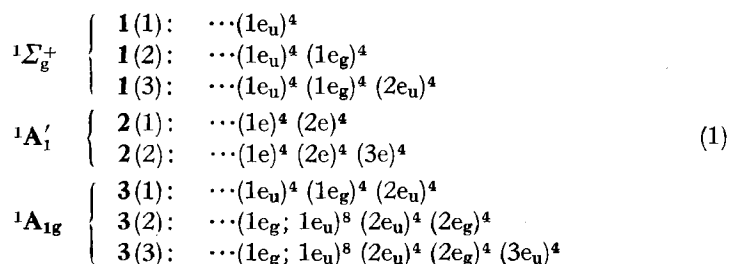 ¹Σg⁺ { 1(1): ···(1eu)⁴
1(2): ···(1eu)⁴ (1eg)⁴
1(3): ···(1eu)⁴ (1eg)⁴ (2eu)⁴
¹A₁′ { 2(1): ···(1e)⁴ (2e)⁴ (1)
2(2): ···(1e)⁴ (2e)⁴ (3e)⁴
¹A1g { 3(1): ···(1eu)⁴ (1eg)⁴ (2eu)⁴
3(2): ···(1eg; 1eu)⁸ (2eu)⁴ (2eg)⁴
3(3): ···(1eg; 1eu)⁸ (2eu)⁴ (2eg)⁴ (3eu)⁴